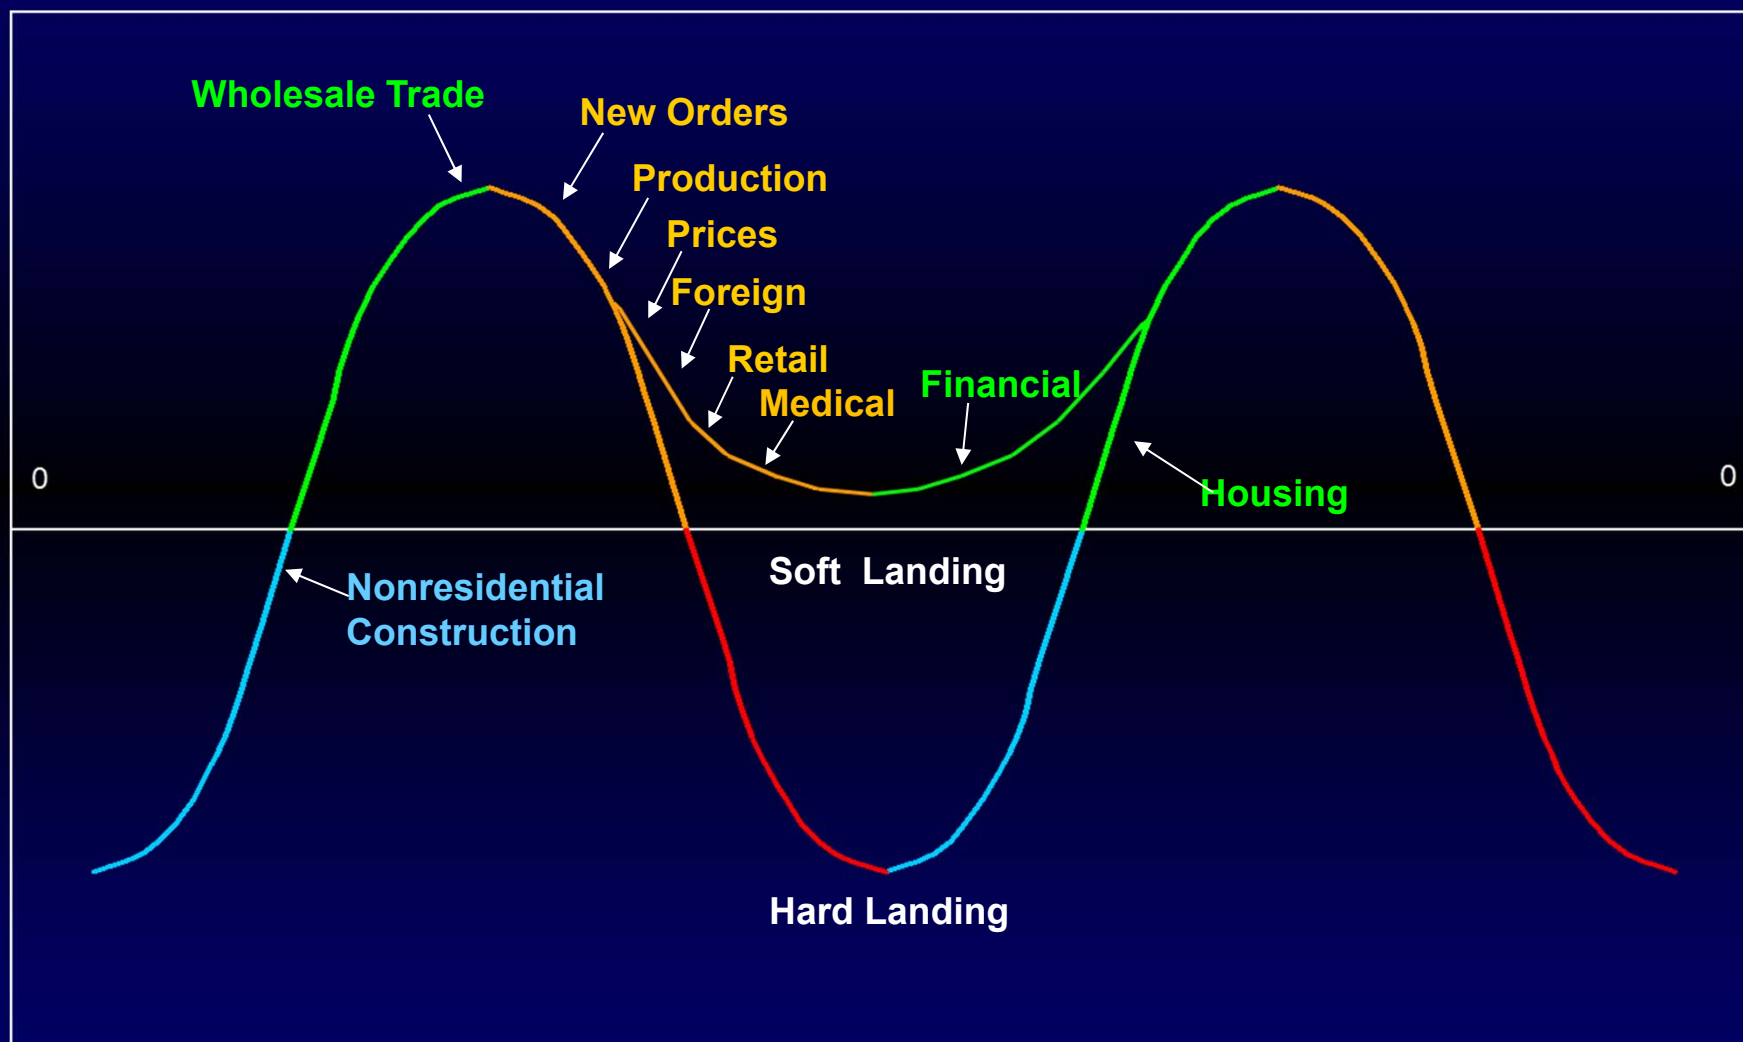 Wholesale Trade
New Orders
Production
Prices
Foreign
Retail
Medical
Financial
0
0
Housing
Soft  Landing
Nonresidential
Construction
Hard Landing